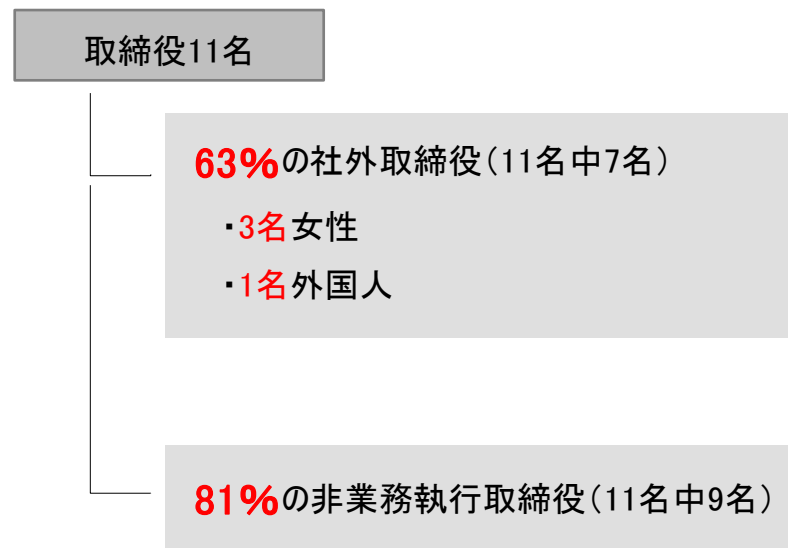 取締役11名
63%の社外取締役(11名中7名)
・3名女性
・1名外国人
81%の非業務執行取締役(11名中9名)